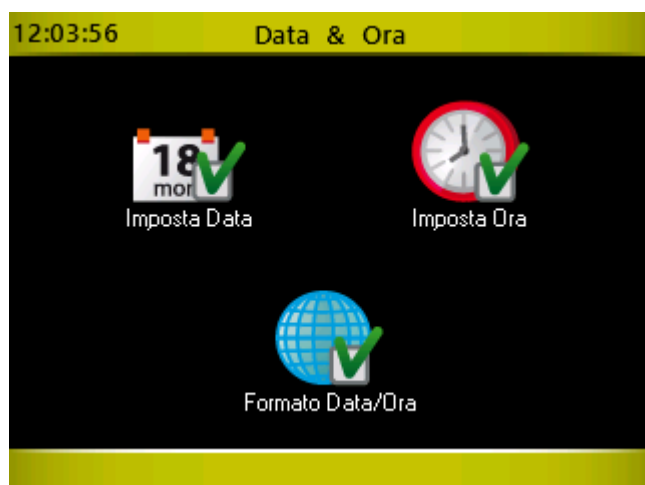 12:03:56 Data & Ora
18
mon
Imposta Data
Imposta Ora
Formato Data/Ora